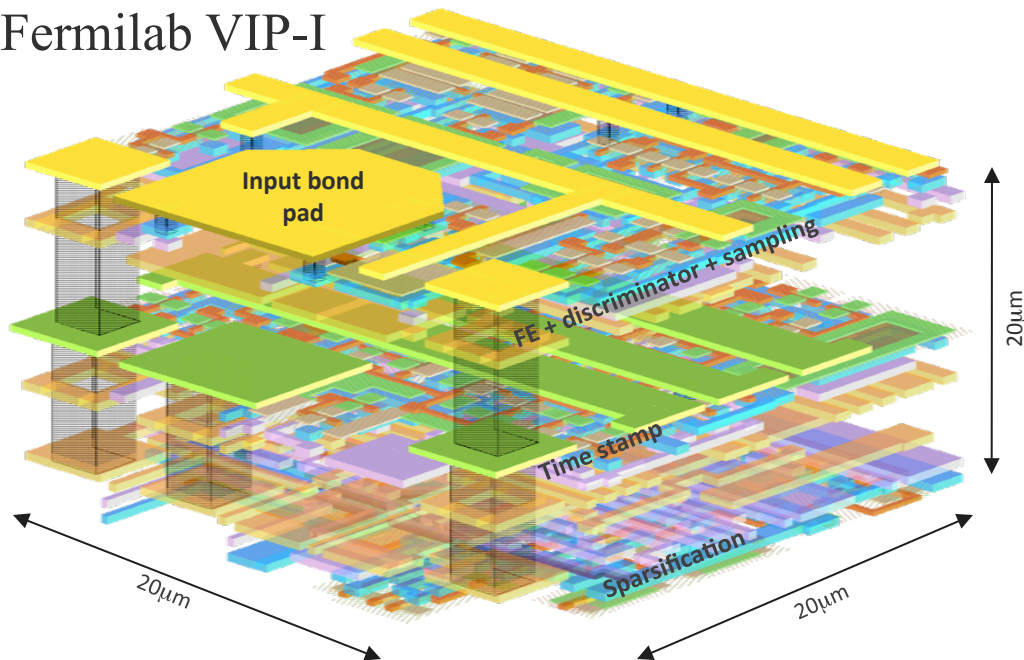 Fermilab VIP-I
Input bond
pad
FE + discriminator + sampling
20μm
Time stamp
Sparsification
20μm
20μm